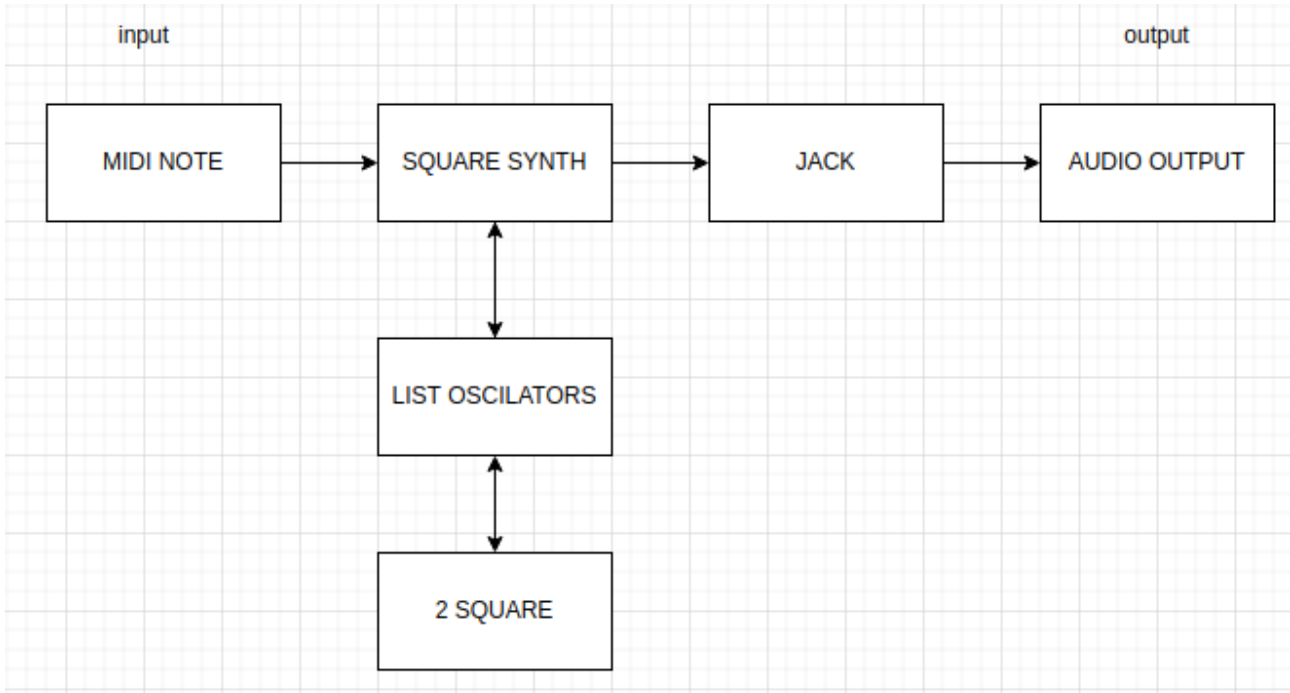 input
output
MIDI NOTE
SQUARE SYNTH
JACK
AUDIO OUTPUT
LIST OSCILATORS
2 SQUARE